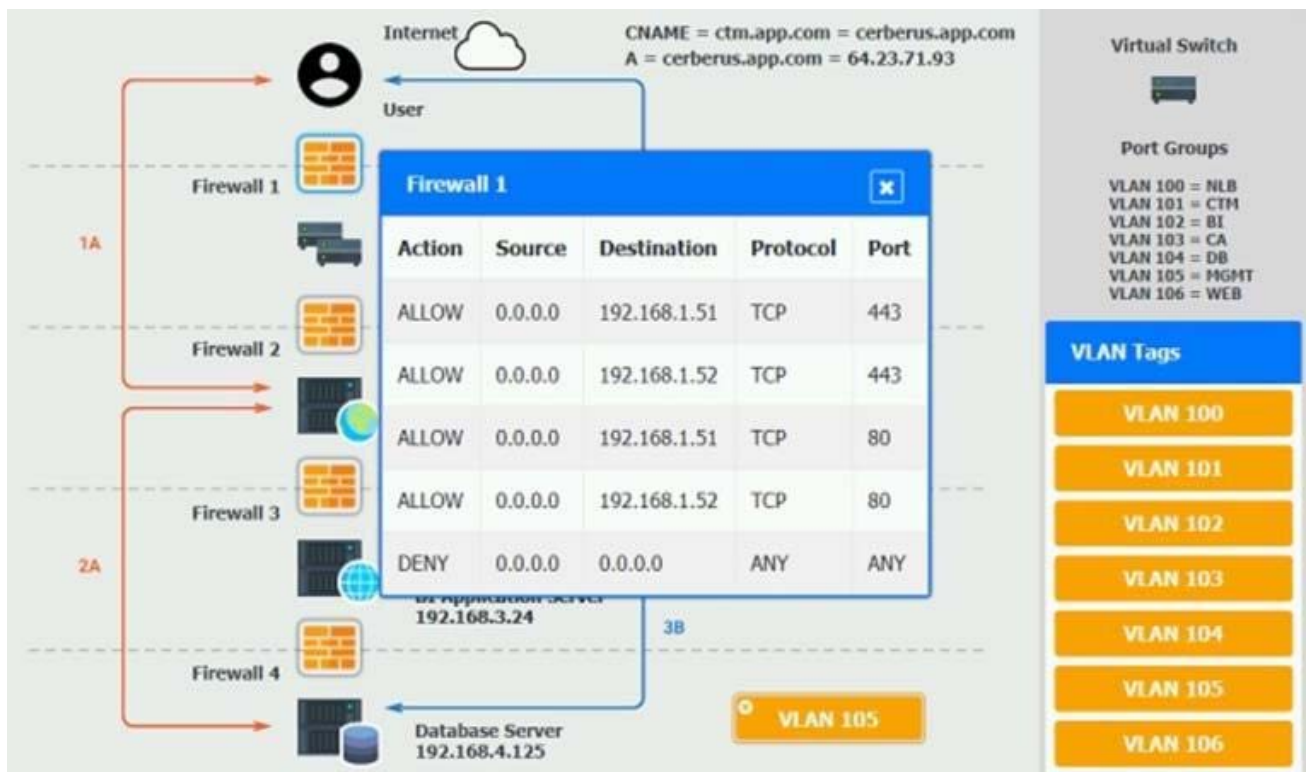 Internet
CNAME = ctm.app.com = cerberus.app.com
A = cerberus.app.com = 64.23.71.93
User
Firewall 1
1A
Firewall 2
Firewall 3
2A
Firewall 4
Firewall 1
Action Source Destination Protocol Port
ALLOW 0.0.0.0 192.168.1.51 TCP 443
ALLOW 0.0.0.0 192.168.1.52 TCP 443
ALLOW 0.0.0.0 192.168.1.51 TCP 80
ALLOW 0.0.0.0 192.168.1.52 TCP 80
DENY 0.0.0.0 0.0.0.0 ANY ANY
BI Application Server
192.168.3.24
3B
Database Server
192.168.4.125
VLAN 105
Virtual Switch
Port Groups
VLAN 100 = NLB
VLAN 101 = CTM
VLAN 102 = BI
VLAN 103 = CA
VLAN 104 = DB
VLAN 105 = MGMT
VLAN 106 = WEB
VLAN Tags
VLAN 100
VLAN 101
VLAN 102
VLAN 103
VLAN 104
VLAN 105
VLAN 106